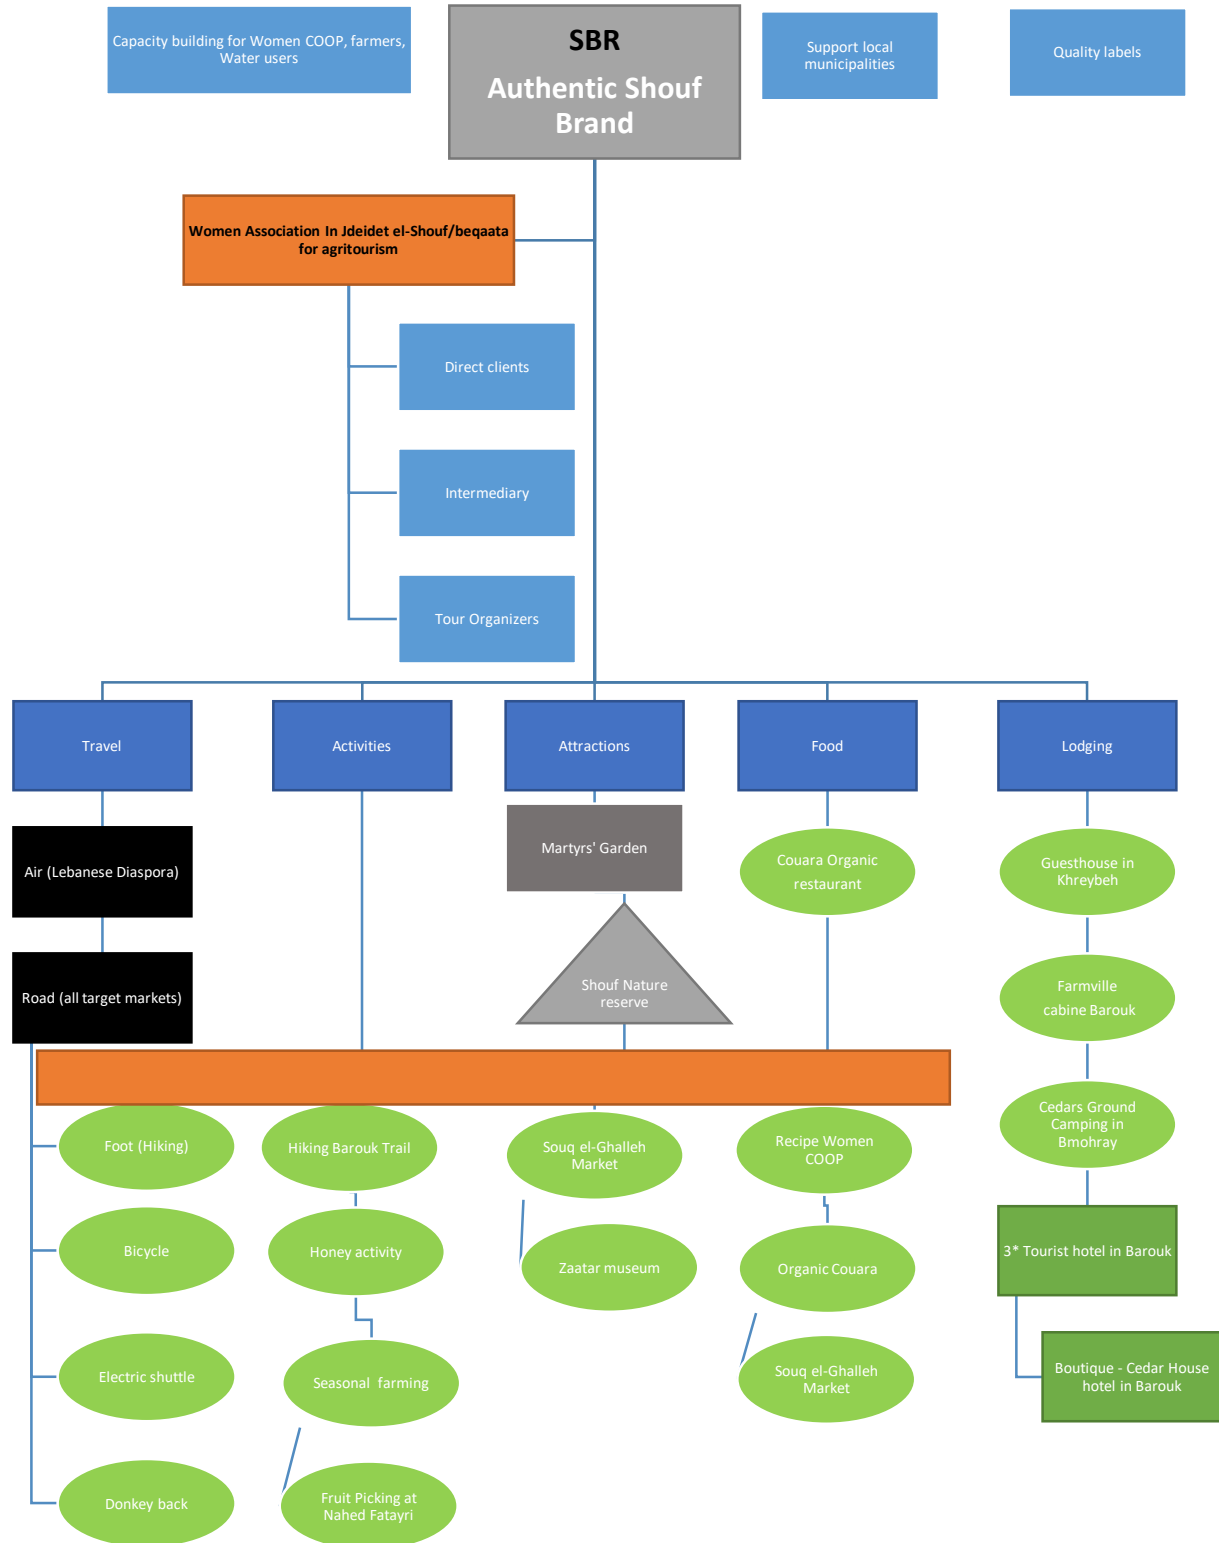 Capacity building for Women COOP, farmers,
Water users
SBR
Authentic Shouf
Brand
Support local
municipalities
Quality labels
Women Association In Jdeidet el-Shouf/beqaata
for agritourism
Direct clients
Intermediary
Tour Organizers
Travel
Activities
Attractions
Food
Lodging
Air (Lebanese Diaspora)
Road (all target markets)
Martyrs' Garden
Shouf Nature
reserve
Couara Organic
restaurant
Guesthouse in
Khreybeh
Farmville
cabine Barouk
Cedars Ground
Camping in
Bmohray
3* Tourist hotel in Barouk
Boutique - Cedar House
hotel in Barouk
Foot (Hiking)
Bicycle
Electric shuttle
Donkey back
Hiking Barouk Trail
Honey activity
Seasonal  farming
Fruit Picking at
Nahed Fatayri
Souq el-Ghalleh
Market
Zaatar museum
Recipe Women
COOP
Organic Couara
Souq el-Ghalleh
Market